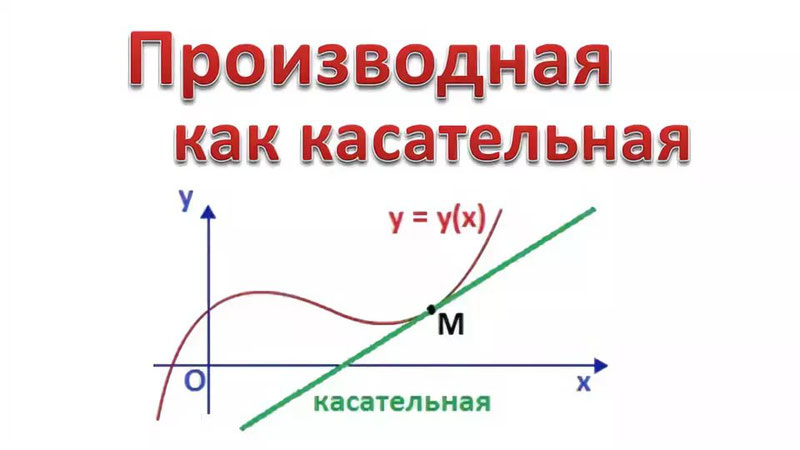 Производная
как касательная
y
y = y(x)
M
O
x
касательная